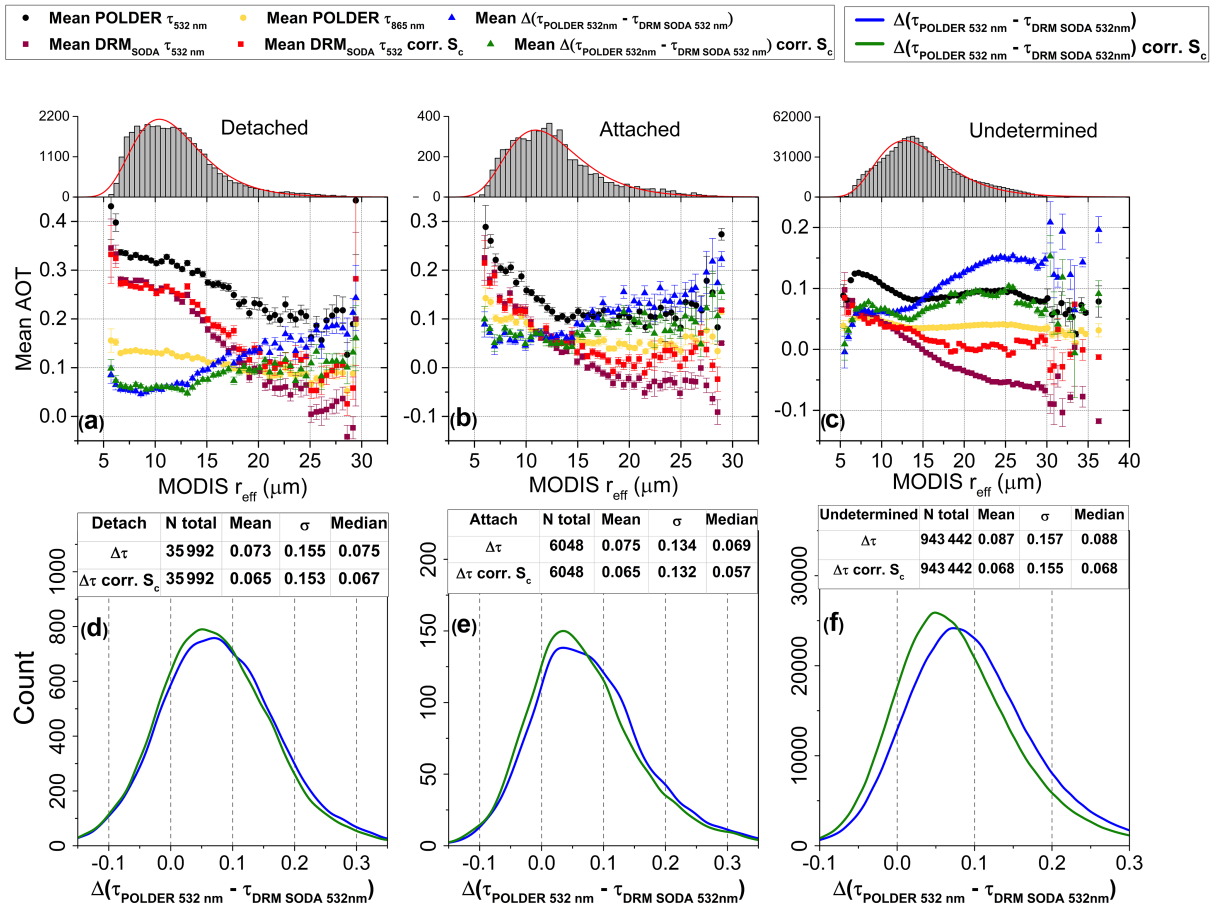 Mean POLDER τ532 nm
Mean POLDER τ865 nm
Mean Δ(τPOLDER 532nm - τDRM SODA 532nm)
Mean DRMSODA τ532 nm
Mean DRMSODA τ532 corr. Sc
Mean Δ(τPOLDER 532nm - τDRM SODA 532nm) corr. Sc
Δ(τPOLDER 532 nm - τDRM SODA 532nm)
Δ(τPOLDER 532 nm - τDRM SODA 532nm) corr. Sc
2200
1100
0
Detached
400
200
0
Attached
62000
31000
0
Undetermined
Mean AOT
0.4
0.3
0.2
0.1
0.0
(a)
5 10 15 20 25 30
MODIS reff (μm)
0.3
0.2
0.1
0.0
-0.1
(b)
5 10 15 20 25 30
MODIS reff (μm)
0.2
0.1
0.0
-0.1
(c)
5 10 15 20 25 30 35 40
MODIS reff (μm)
Detach N total Mean σ Median
Δτ 35 992 0.073 0.155 0.075
Δτ corr. Sc 35 992 0.065 0.153 0.067
Attach N total Mean σ Median
Δτ 6048 0.075 0.134 0.069
Δτ corr. Sc 6048 0.065 0.132 0.057
Undetermined N total Mean σ Median
Δτ 943 442 0.087 0.157 0.088
Δτ corr. Sc 943 442 0.068 0.155 0.068
Count
1000
800
600
400
200
0
(d)
-0.1 0.0 0.1 0.2 0.3
Δ(τPOLDER 532 nm - τDRM SODA 532nm)
200
150
100
50
0
(e)
-0.1 0.0 0.1 0.2 0.3
Δ(τPOLDER 532 nm - τDRM SODA 532nm)
30000
20000
10000
0
(f)
-0.1 0.0 0.1 0.2 0.3
Δ(τPOLDER 532 nm - τDRM SODA 532nm)